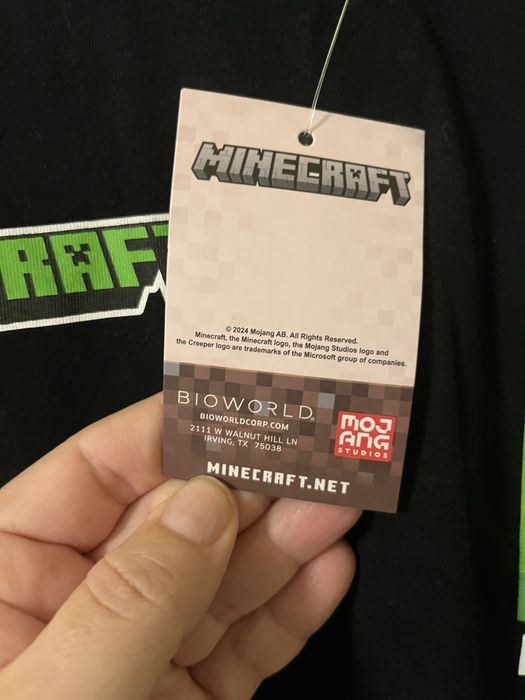 MINECRAFT
RAFT
© 2024 Mojang AB. All Rights Reserved.
Minecraft, the Minecraft logo, the Mojang Studios logo and
the Creeper logo are trademarks of the Microsoft group of companies.
BIOWORLD®
BIOWORLDCORP.COM
2111 W WALNUT HILL LN
IRVING, TX 75038
MOJ
ANG
STUDIOS
MINECRAFT.NET